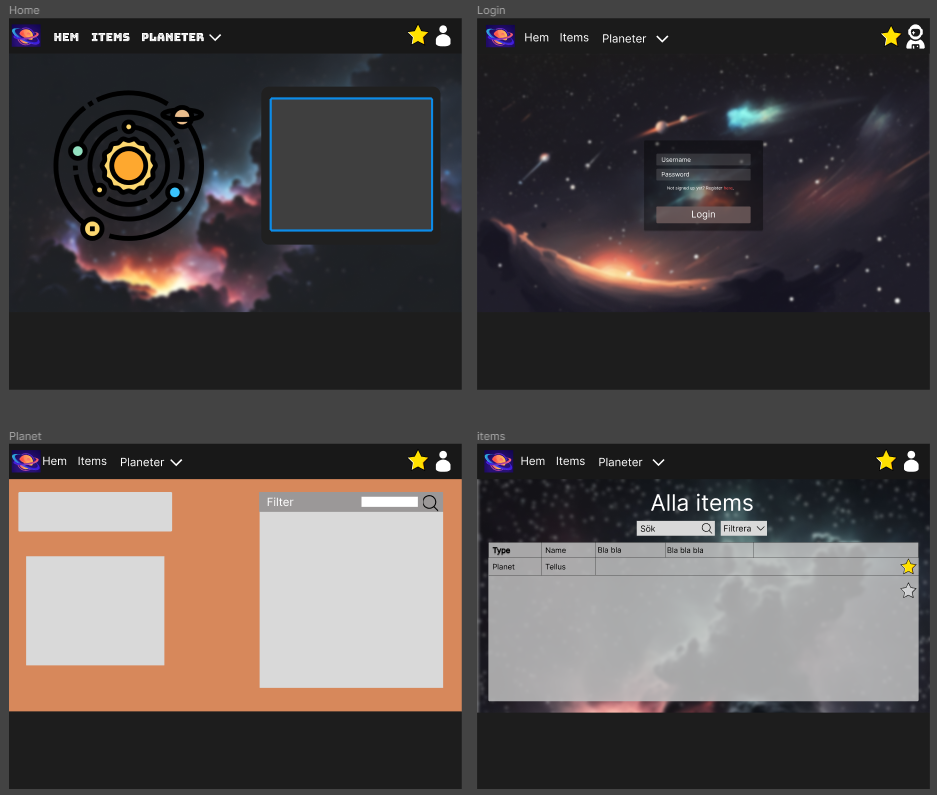 Home
HEM ITEMS PLANETER
Login
Hem Items Planeter
Username
Password
Not signed up yet? Register here.
Login
Planet
Hem Items Planeter
Filter
items
Hem Items Planeter
Alla items
Sök Filtrera
Type Name Bla bla Bla bla bla
Planet Tellus